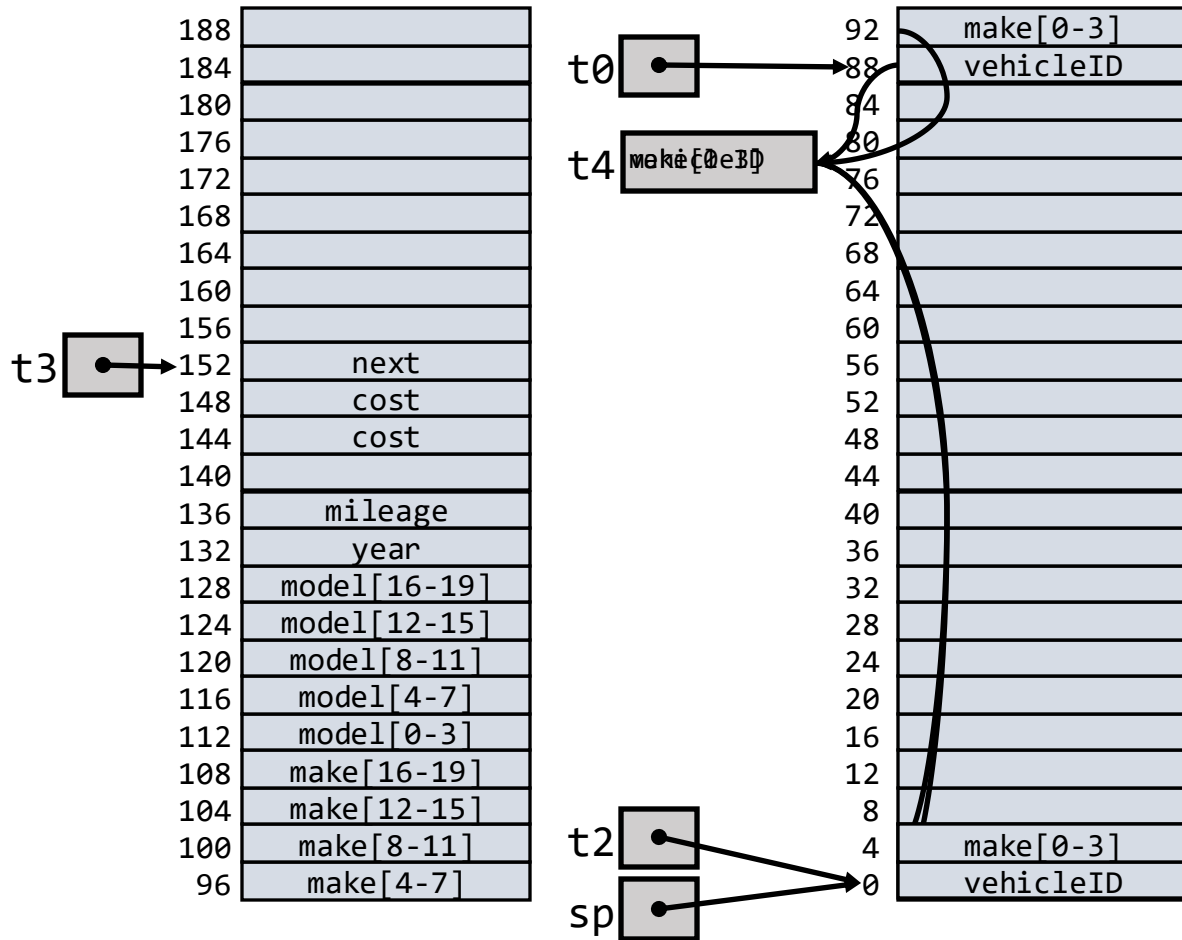 188
184
180
176
172
168
164
160
156
t3
152 next
148 cost
144 cost
140
136 mileage
132 year
128 model[16-19]
124 model[12-15]
120 model[8-11]
116 model[4-7]
112 model[0-3]
108 make[16-19]
104 make[12-15]
100 make[8-11]
96 make[4-7]
t0
t4 vehicleID
make[0-3]
t2
sp
92 make[0-3]
88 vehicleID
84
80
76
72
68
64
60
56
52
48
44
40
36
32
28
24
20
16
12
8
4 make[0-3]
0 vehicleID